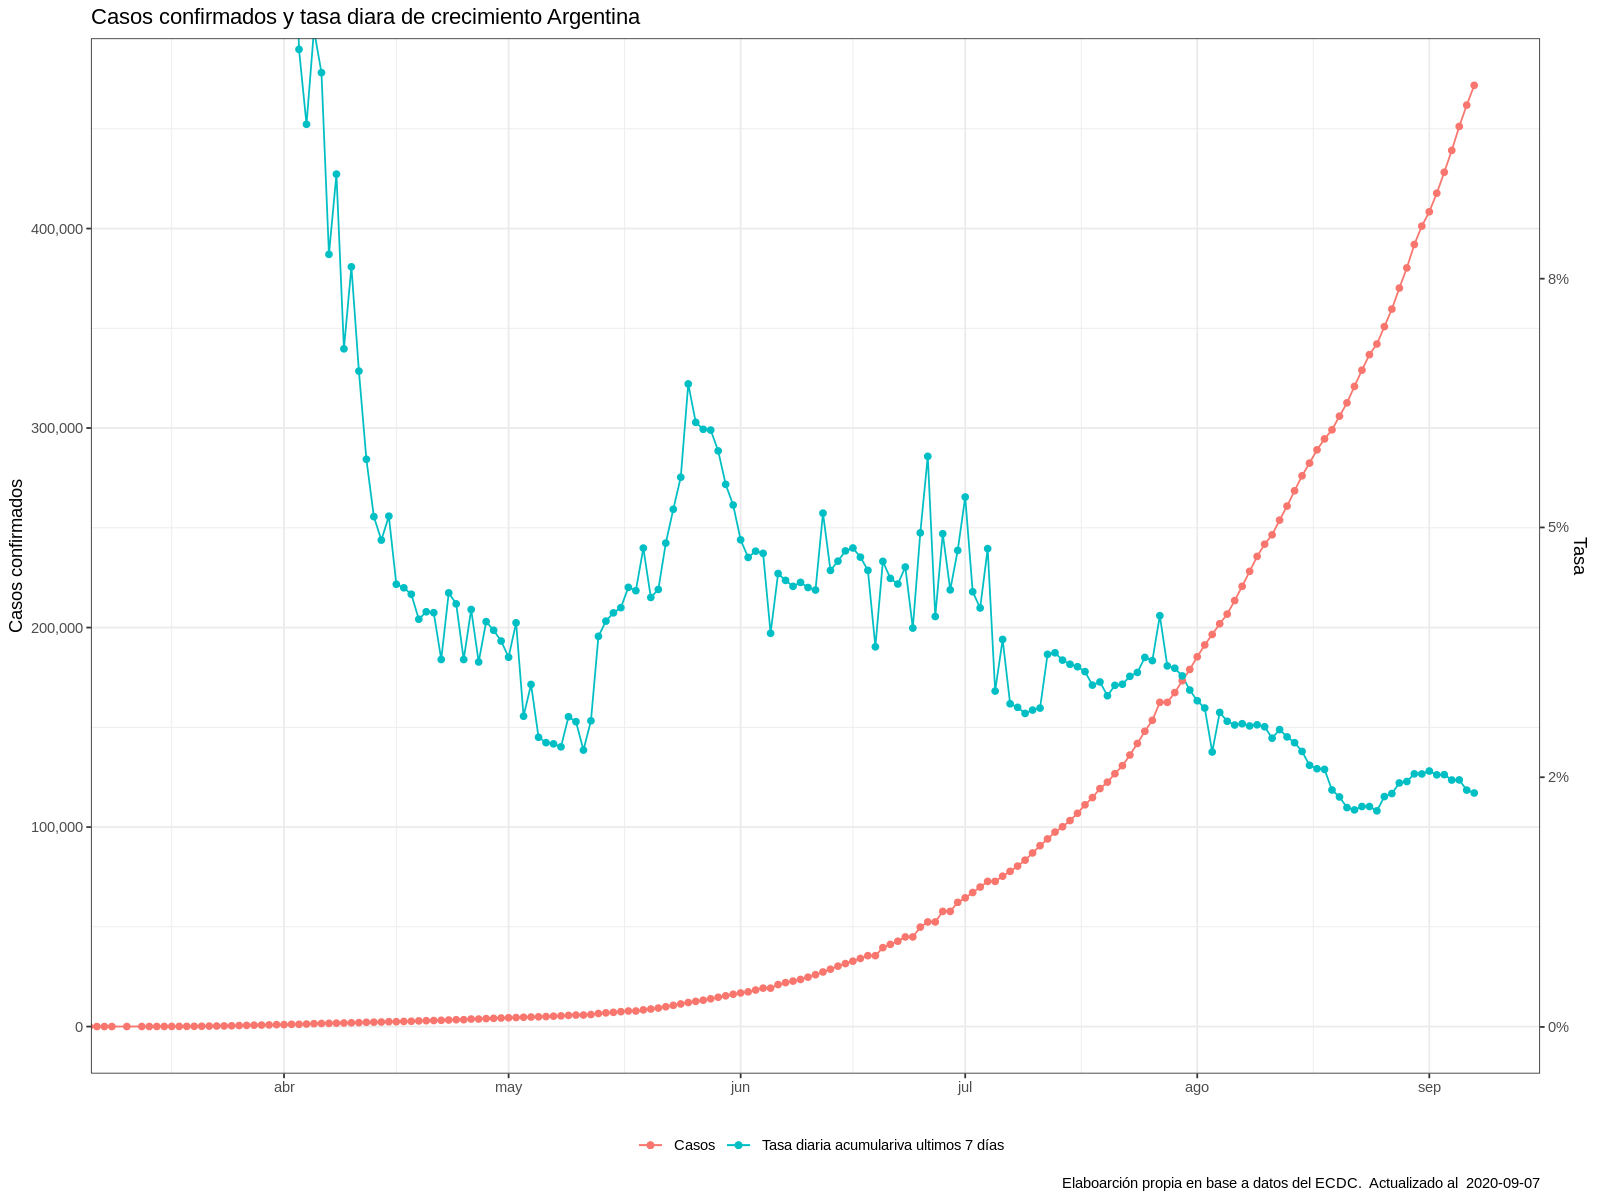 Casos confirmados y tasa diara de crecimiento Argentina
Casos confirmados
400,000
300,000
200,000
100,000
0
8%
5%
2%
0%
Tasa
abr may jun jul ago sep
Casos Tasa diaria acumulariva ultimos 7 días
Elaboarción propia en base a datos del ECDC. Actualizado al 2020-09-07